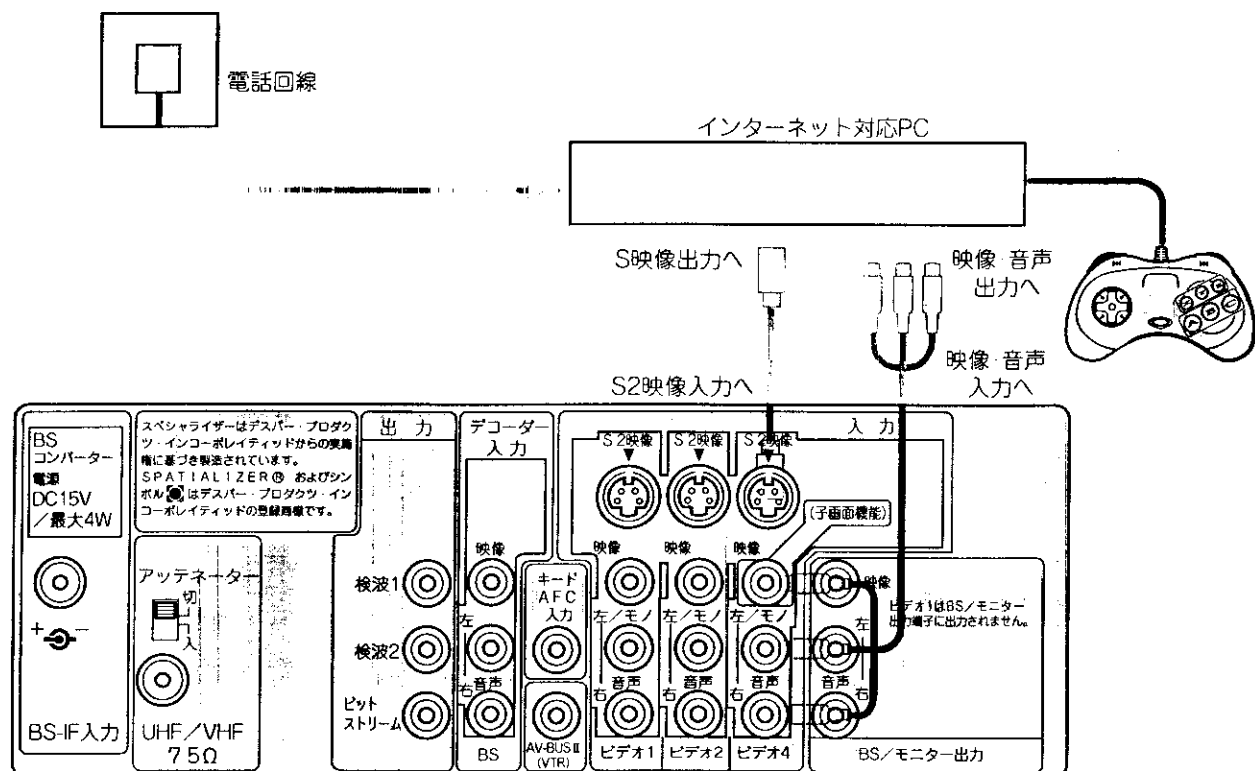 電話回線
インターネット対応PC
S映像出力へ
映像・音声
出力へ
S2映像入力へ
映像・音声
入力へ
BS
コンバーター
電源
DC15V
/最大4W
BS-IF入力
スペシャライザーはデスパー・プロダク
ツ・インコーポレイティッドからの実施
権に基づき製造されています。
SPATIALIZER® およびシン
ボル はデスパー・プロダクツ・イン
コーポレイティッドの登録商標です。
アッテネーター
切
入
UHF/VHF
75Ω
出 力
検波1
検波2
ビット
ストリーム
デコーダー
入力
映像
左
音声
右
BS
キード
AFC
入力
AV-BUSⅡ
(VTR)
入 力
S2映像
S2映像
S2映像
(子画面機能)
映像
映像
映像
左/モノ
左/モノ
左/モノ
音声
音声
音声
右
右
右
ビデオ1
ビデオ2
ビデオ4
映像
ビデオ1はBS/モニター
出力端子に出力されません。
左
音声
右
BS/モニター出力